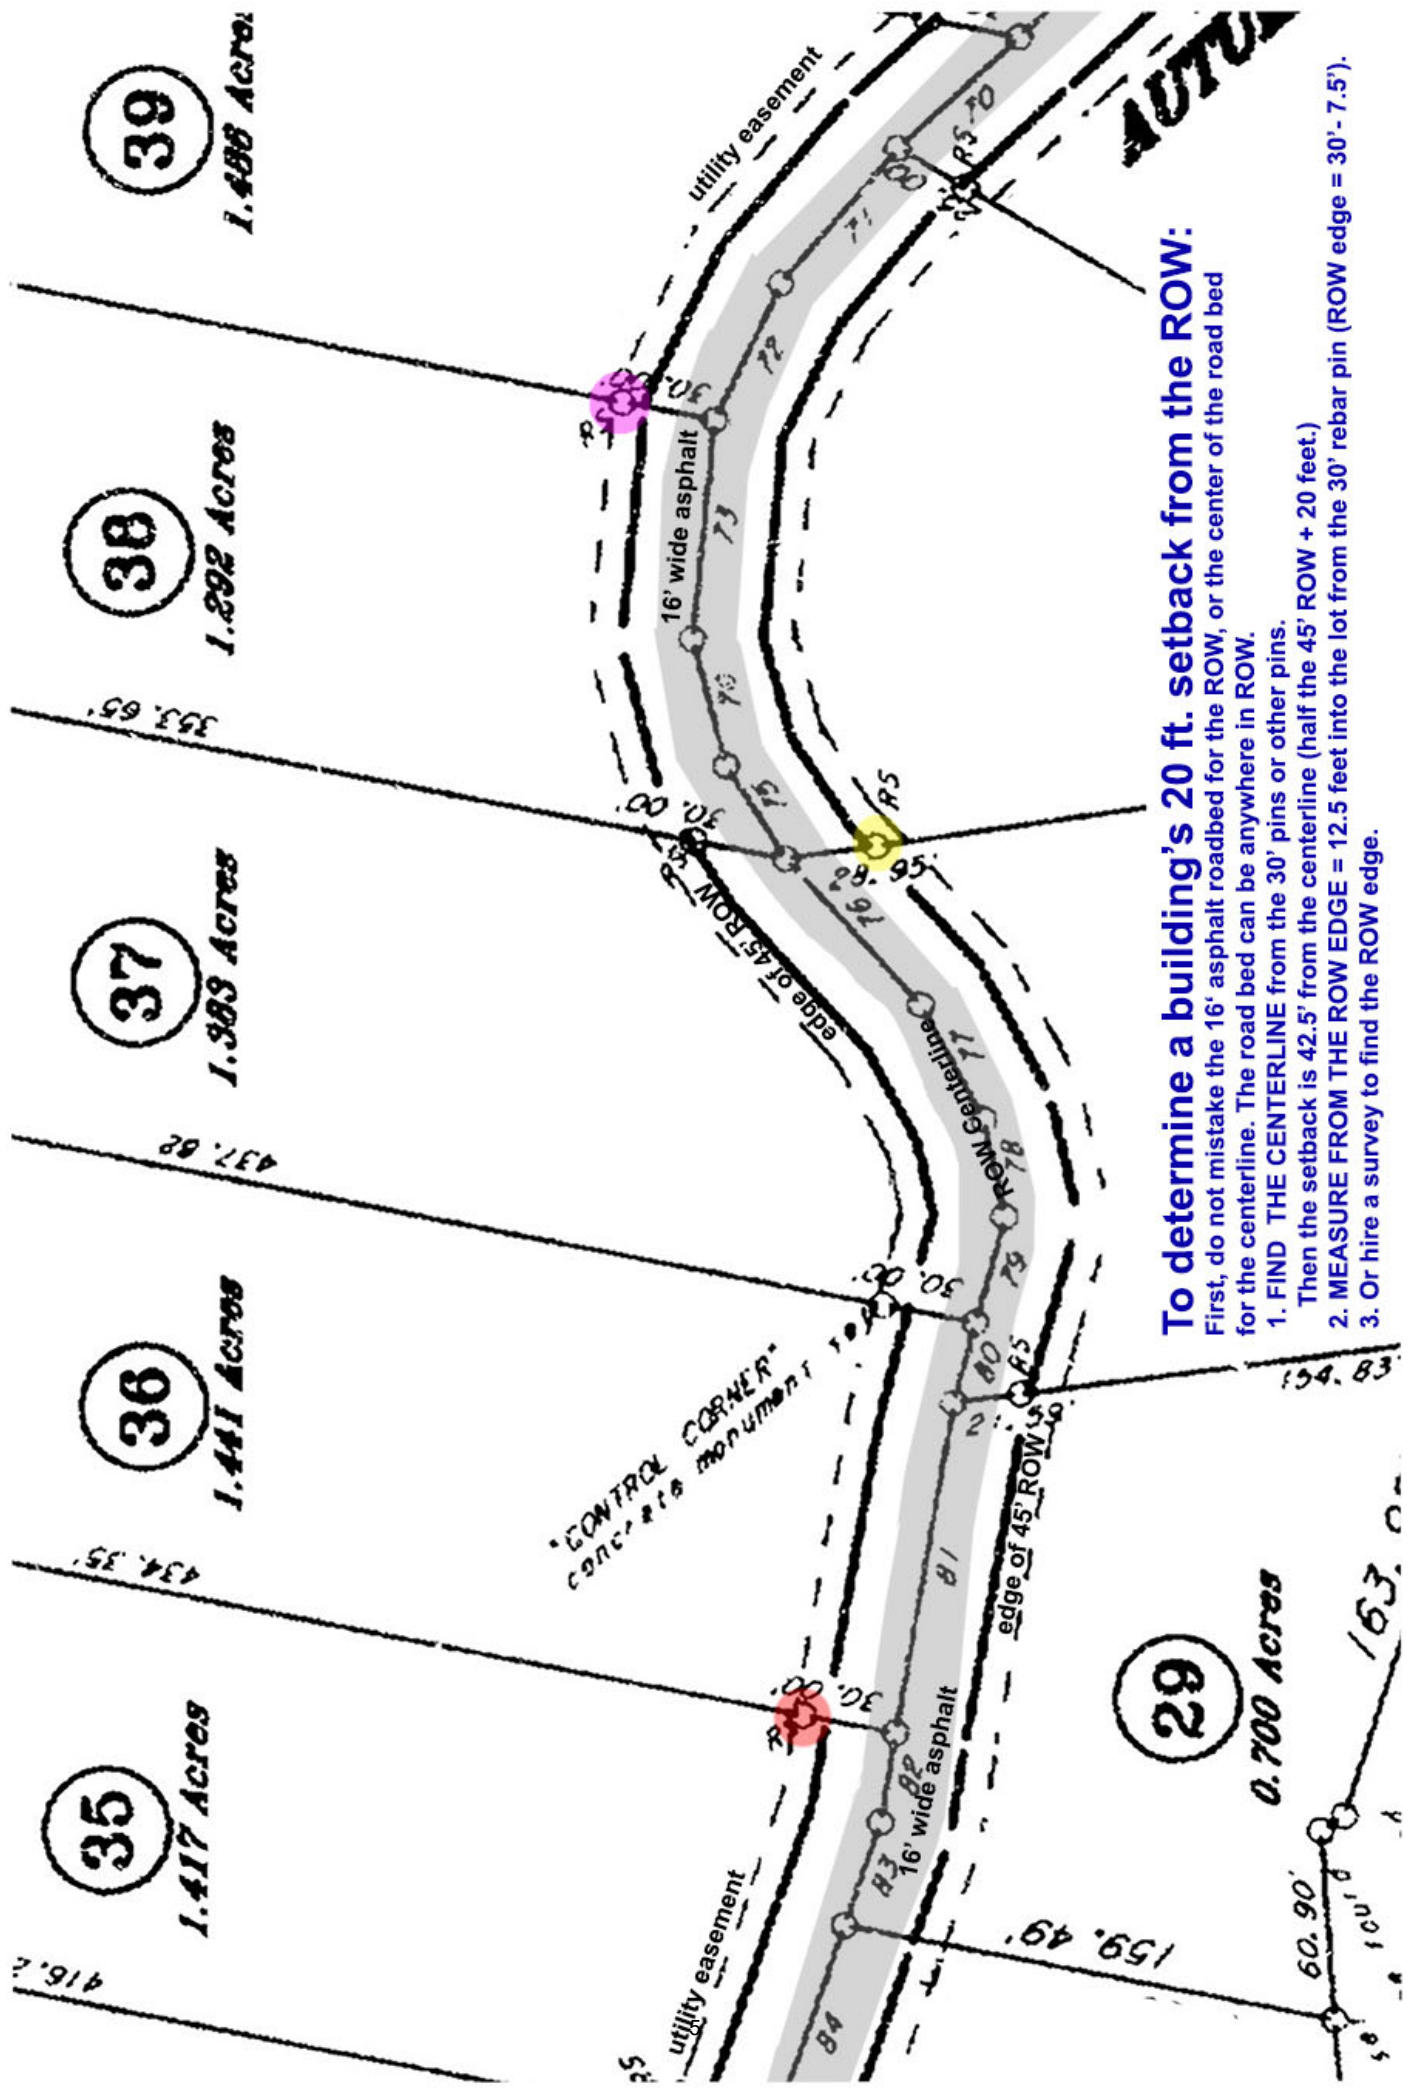 35
1.417 Acres
36
1.441 Acres
37
1.383 Acres
38
1.292 Acres
39
434.35'
437.82
353.65'
"CONTROL CORNER"
concrete monument
utility easement
RS
30.00'
30.00'
30.00'
edge of 45' ROW
RS
utility easement
84
83
82
81
80
79
78
77
76
75
73
72
71
70
16' wide asphalt
ROW Centerline
16' wide asphalt
edge of 45' ROW
RS
RS
RS
159.49'
29
0.700 Acres
60.90'
163.
To determine a building's 20 ft. setback from the ROW:
First, do not mistake the 16' asphalt roadbed for the ROW, or the center of the road bed
for the centerline. The road bed can be anywhere in ROW.
1. FIND THE CENTERLINE from the 30' pins or other pins.
Then the setback is 42.5' from the centerline (half the 45' ROW + 20 feet.)
2. MEASURE FROM THE ROW EDGE = 12.5 feet into the lot from the 30' rebar pin (ROW edge = 30'- 7.5').
3. Or hire a survey to find the ROW edge.